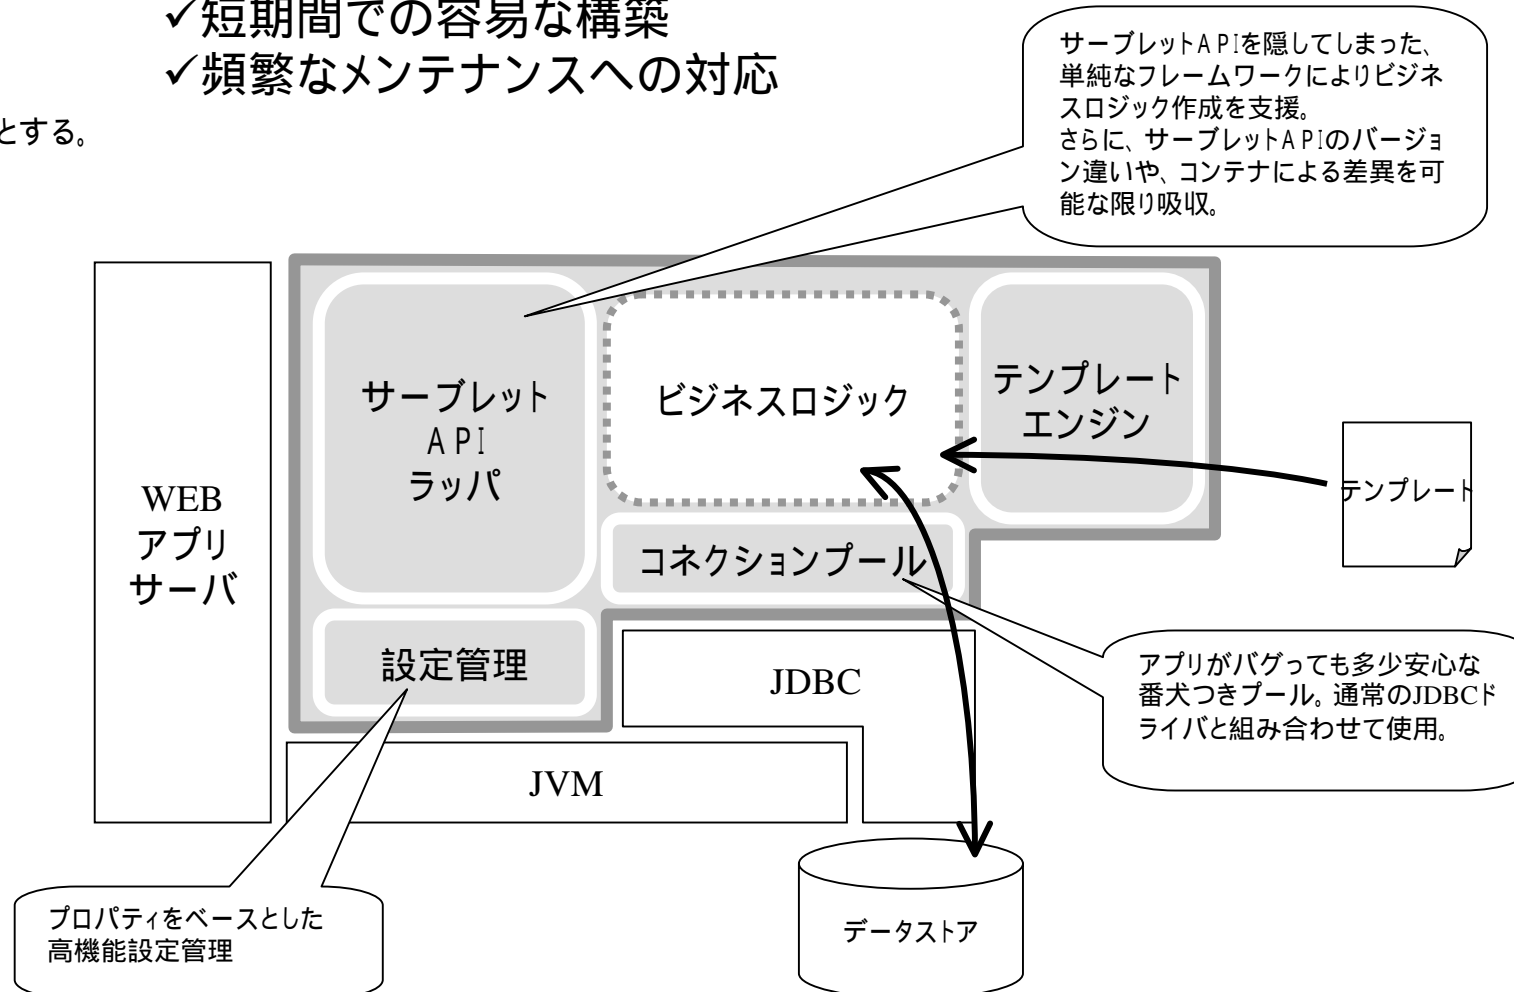 ✓短期間での容易な構築
✓頻繁なメンテナンスへの対応
とする。
サーブレットAPIを隠してしまった、
単純なフレームワークによりビジネ
スロジック作成を支援。
さらに、サーブレットAPIのバージョ
ン違いや、コンテナによる差異を可
能な限り吸収。
サーブレット
API
ラッパ
ビジネスロジック
テンプレート
エンジン
テンプレート
WEB
アプリ
サーバ
コネクションプール
設定管理
JDBC
アプリがバグっても多少安心な
番犬つきプール。通常のJDBCド
ライバと組み合わせて使用。
JVM
プロパティをベースとした
高機能設定管理
データストア